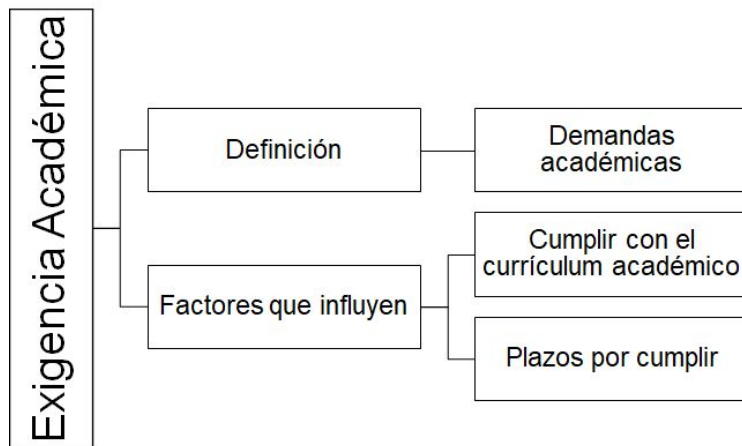 Exigencia Académica
Definición
Demandas
académicas
Factores que influyen
Cumplir con el
currículum académico
Plazos por cumplir